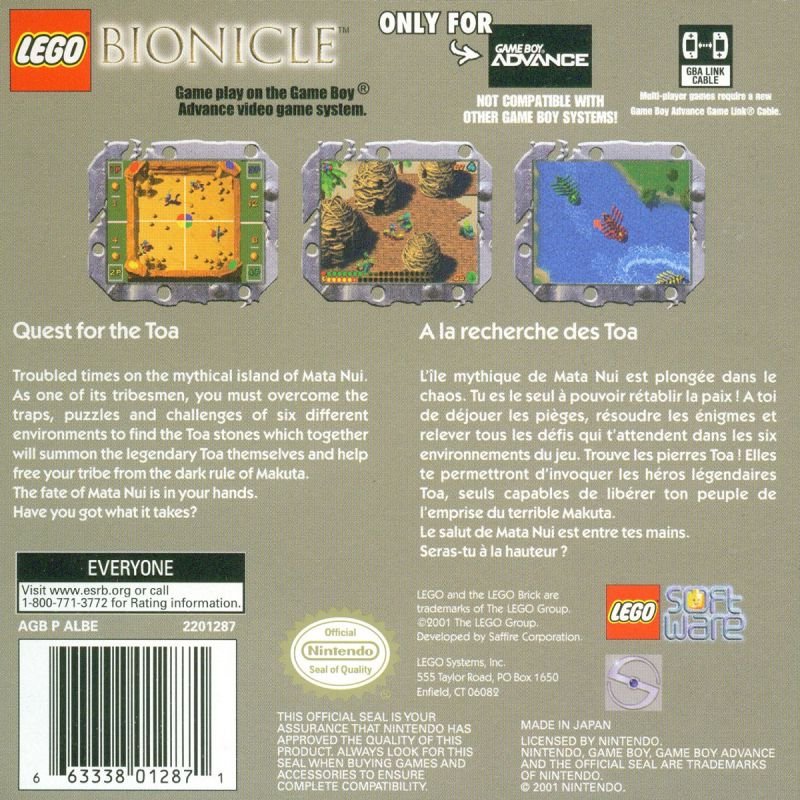 LEGO
BIONICLE™
Game play on the Game Boy®
Advance video game system.
ONLY FOR
GAME BOY
ADVANCE
NOT COMPATIBLE WITH
OTHER GAME BOY SYSTEMS!
GBA LINK
CABLE
Multi-player games require a new
Game Boy Advance Game Link® Cable.
Quest for the Toa
Troubled times on the mythical island of Mata Nui.
As one of its tribesmen, you must overcome the
traps, puzzles and challenges of six different
environments to find the Toa stones which together
will summon the legendary Toa themselves and help
free your tribe from the dark rule of Makuta.
The fate of Mata Nui is in your hands.
Have you got what it takes?
A la recherche des Toa
L'île mythique de Mata Nui est plongée dans le
chaos. Tu es le seul à pouvoir rétablir la paix ! A toi
de déjouer les pièges, résoudre les énigmes et
relever tous les défis qui t'attendent dans les six
environnements du jeu. Trouve les pierres Toa ! Elles
te permettront d'invoquer les héros légendaires
Toa, seuls capables de libérer ton peuple de
l'emprise du terrible Makuta.
Le salut de Mata Nui est entre tes mains.
Seras-tu à la hauteur ?
EVERYONE
Visit www.esrb.org or call
1-800-771-3772 for Rating information.
AGB P ALBE 2201287
6 63338 01287 1
Official
Nintendo
Seal of Quality
®
THIS OFFICIAL SEAL IS YOUR
ASSURANCE THAT NINTENDO HAS
APPROVED THE QUALITY OF THIS
PRODUCT. ALWAYS LOOK FOR THIS
SEAL WHEN BUYING GAMES AND
ACCESSORIES TO ENSURE
COMPLETE COMPATIBILITY.
LEGO and the LEGO Brick are
trademarks of The LEGO Group.
©2001 The LEGO Group.
Developed by Saffire Corporation.
LEGO Systems, Inc.
555 Taylor Road, PO Box 1650
Enfield, CT 06082
LEGO
SOFT
WARE
MADE IN JAPAN
LICENSED BY NINTENDO.
NINTENDO, GAME BOY, GAME BOY ADVANCE
AND THE OFFICIAL SEAL ARE TRADEMARKS
OF NINTENDO.
© 2001 NINTENDO.